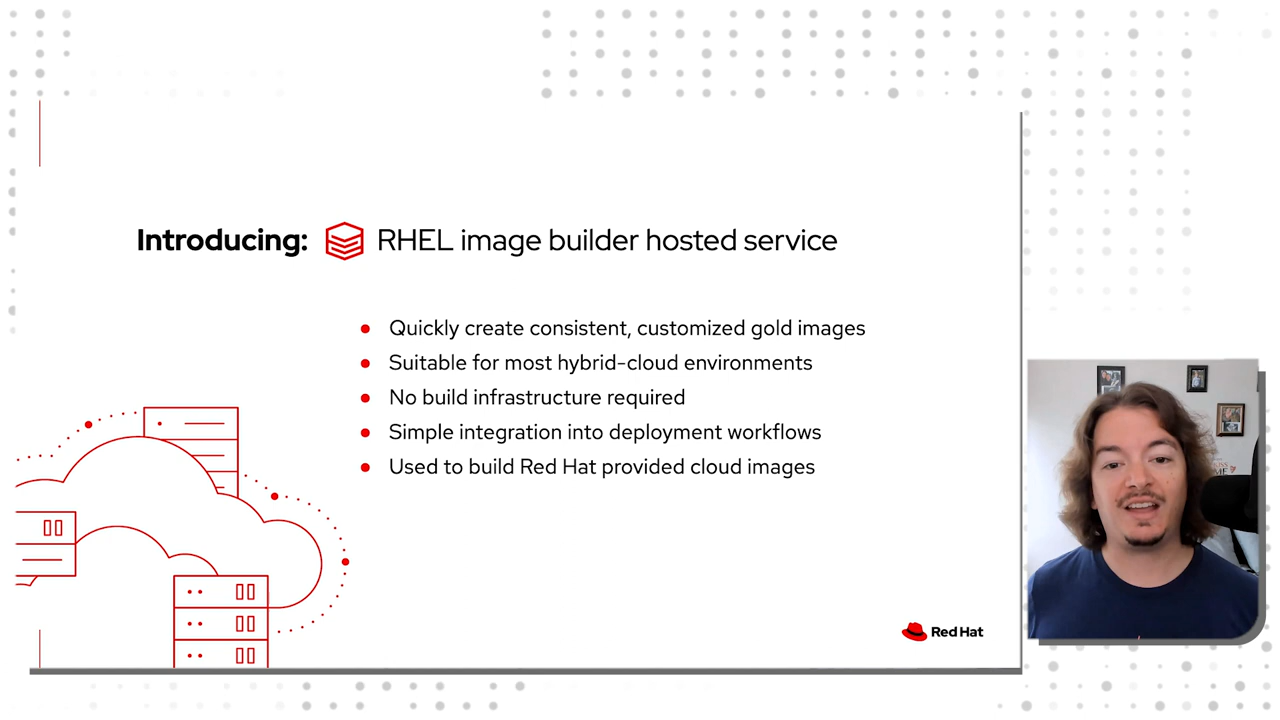 Introducing: RHEL image builder hosted service
Quickly create consistent, customized gold images
Suitable for most hybrid-cloud environments
No build infrastructure required
Simple integration into deployment workflows
Used to build Red Hat provided cloud images
Red Hat